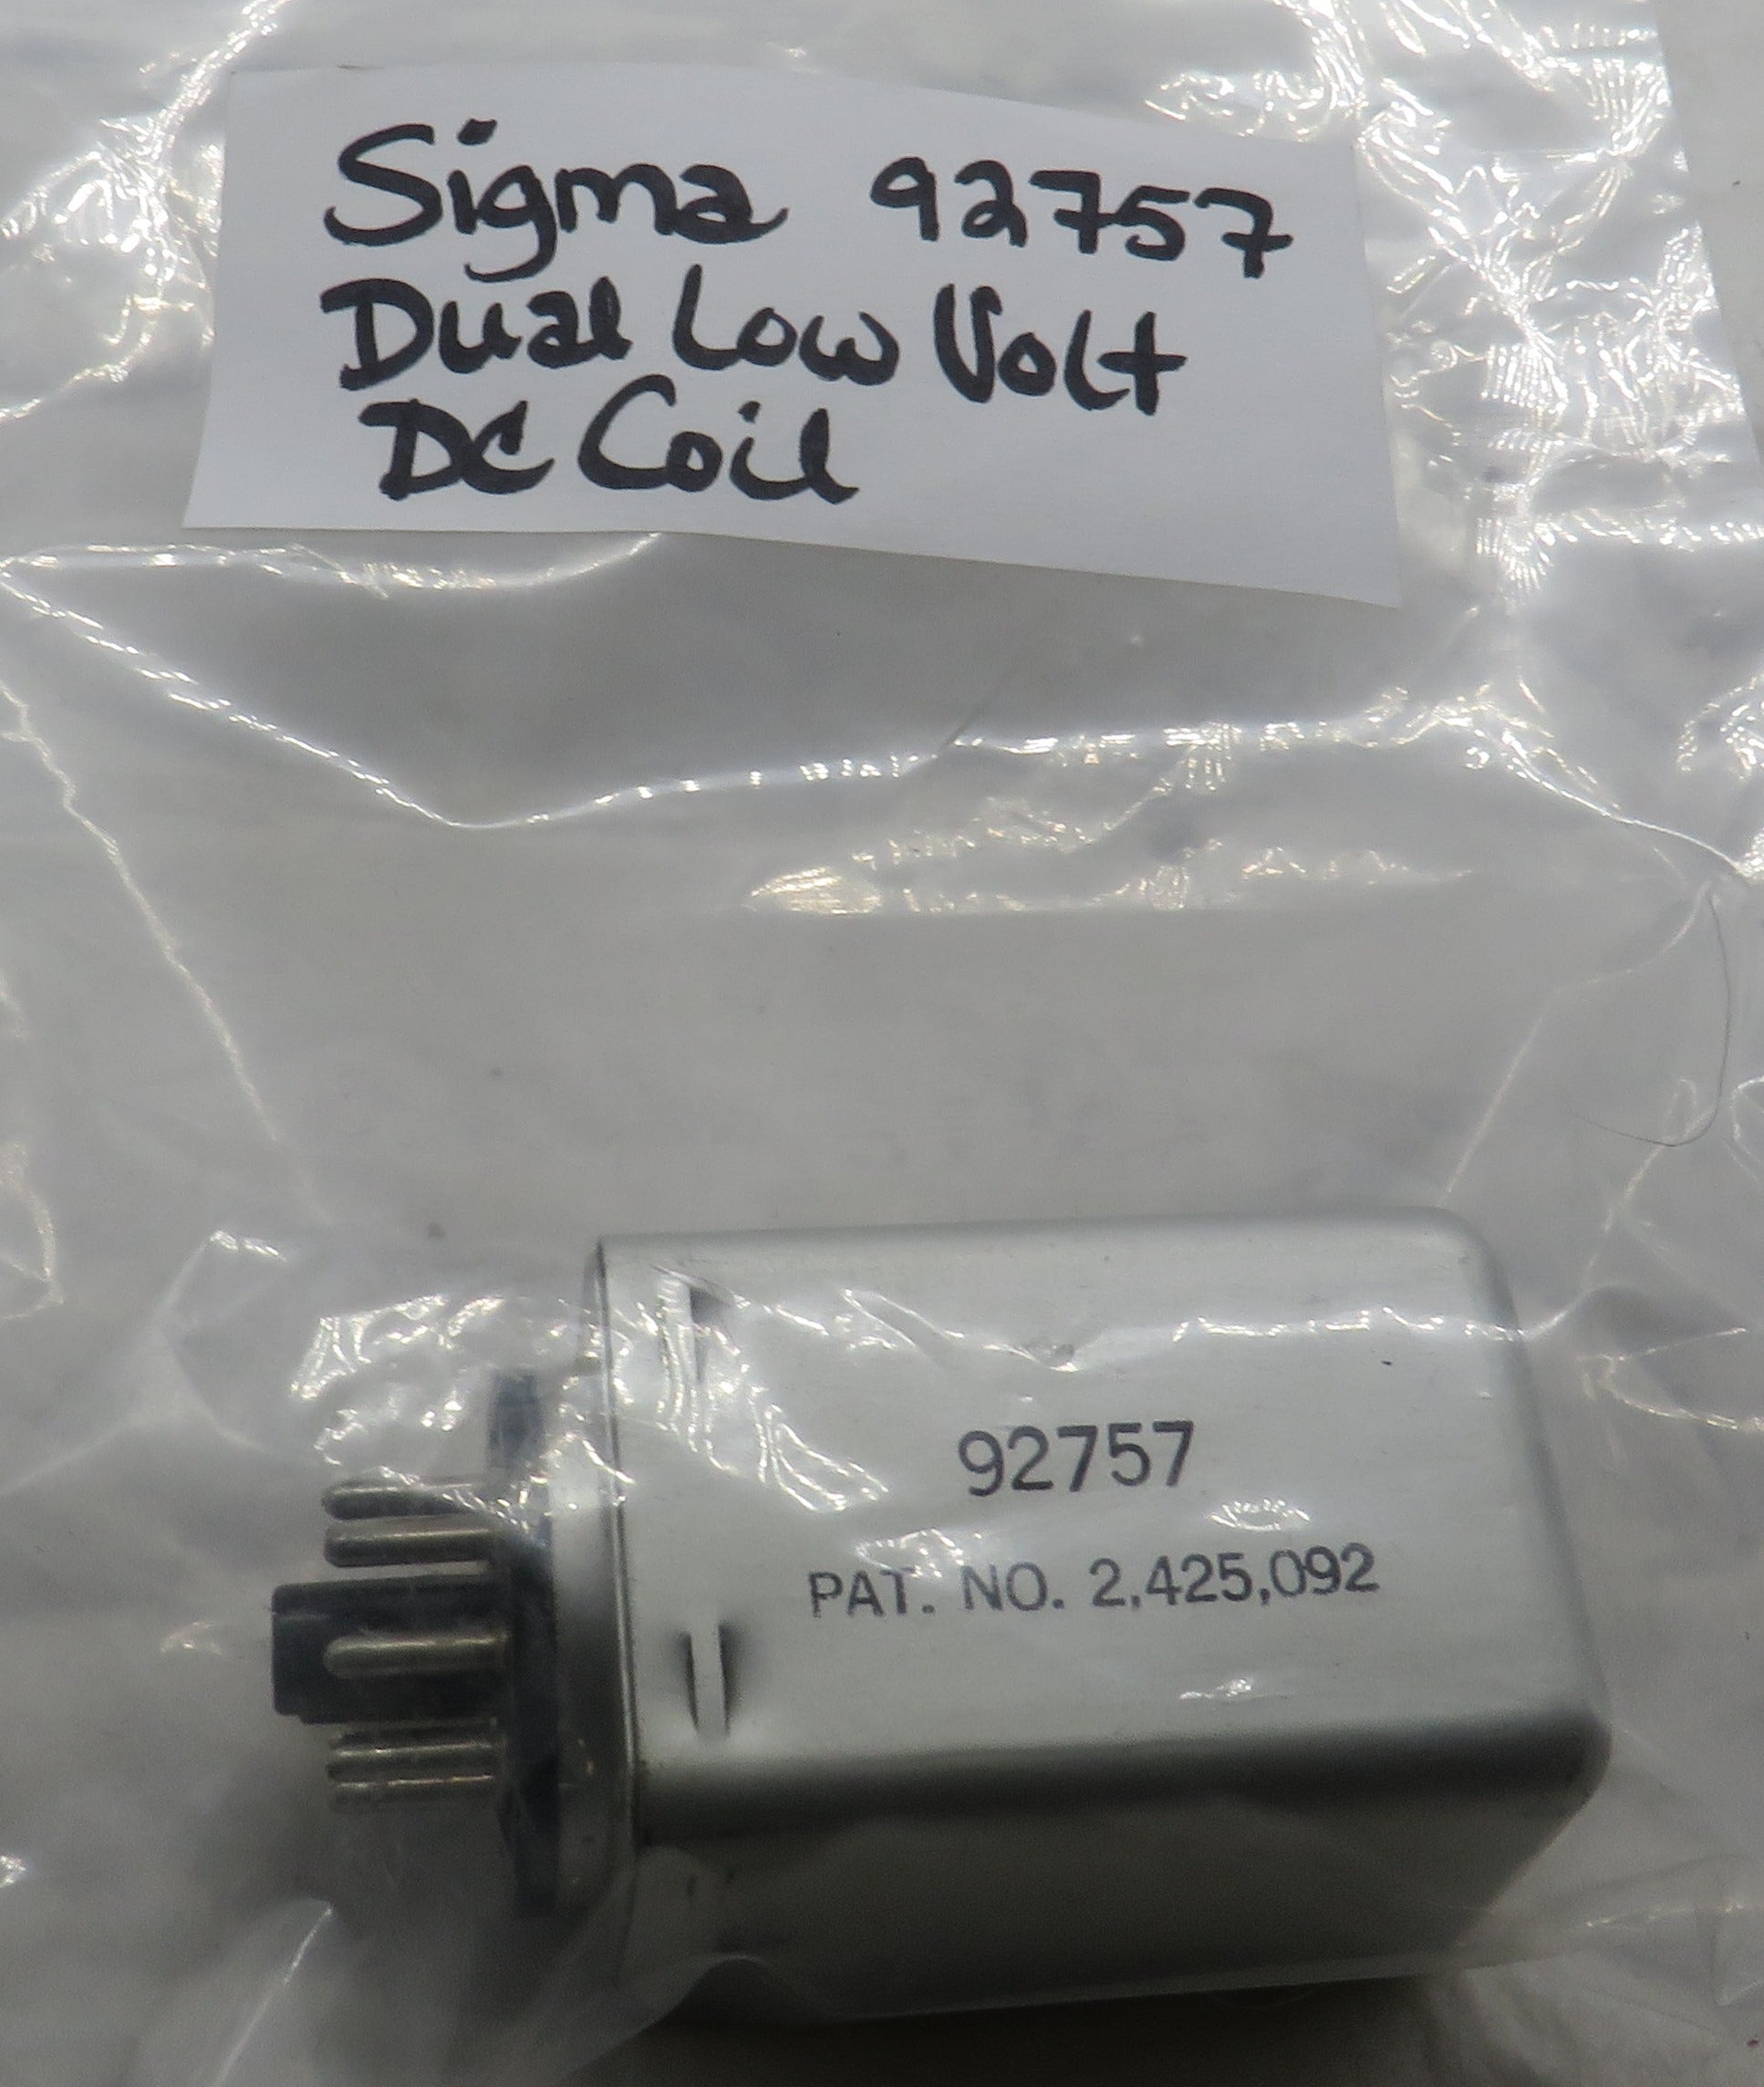 Sigma 92757
Dual Low Volt
DC Coil
92757
PAT. NO. 2,425,092